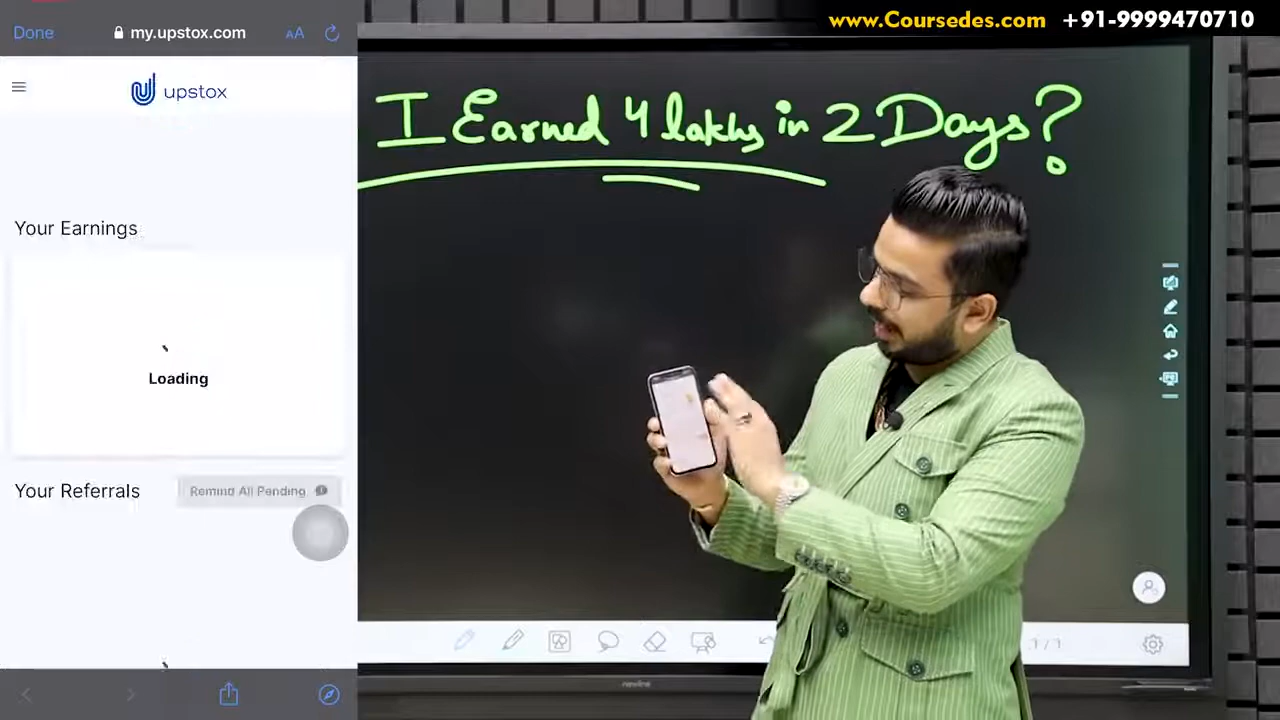 www.Coursedes.com +91-9999470710
Done
my.upstox.com
AA
upstox
I Earned 4 lakhs in 2 Days?
Your Earnings
Loading
Your Referrals
Remind All Pending
newline